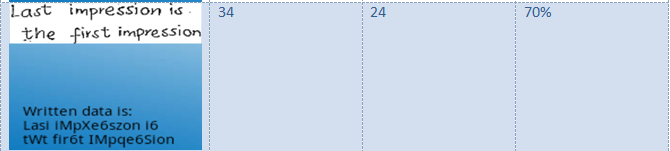 Last impression is.
the first impression
34
24
70%
Written data is:
Lasi iMpXe6szon i6
tWt fir6t IMpqe6Sion